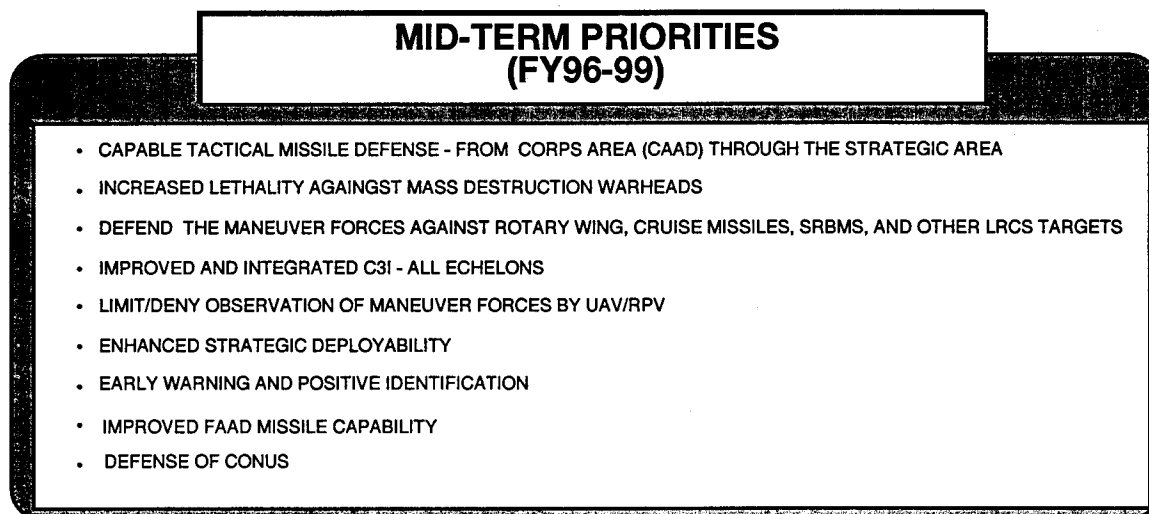 MID-TERM PRIORITIES
(FY96-99)
• CAPABLE TACTICAL MISSILE DEFENSE - FROM CORPS AREA (CAAD) THROUGH THE STRATEGIC AREA
• INCREASED LETHALITY AGAINGST MASS DESTRUCTION WARHEADS
• DEFEND THE MANEUVER FORCES AGAINST ROTARY WING, CRUISE MISSILES, SRBMS, AND OTHER LRCS TARGETS
• IMPROVED AND INTEGRATED C3I - ALL ECHELONS
• LIMIT/DENY OBSERVATION OF MANEUVER FORCES BY UAV/RPV
• ENHANCED STRATEGIC DEPLOYABILITY
• EARLY WARNING AND POSITIVE IDENTIFICATION
• IMPROVED FAAD MISSILE CAPABILITY
• DEFENSE OF CONUS